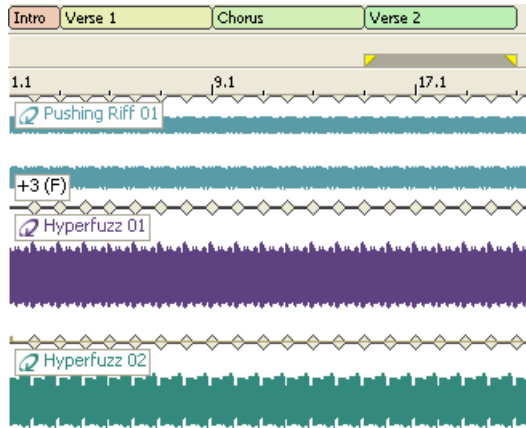 Intro Verse 1 Chorus Verse 2
1.1 9.1 17.1
Pushing Riff 01
+3 (F)
Hyperfuzz 01
Hyperfuzz 02